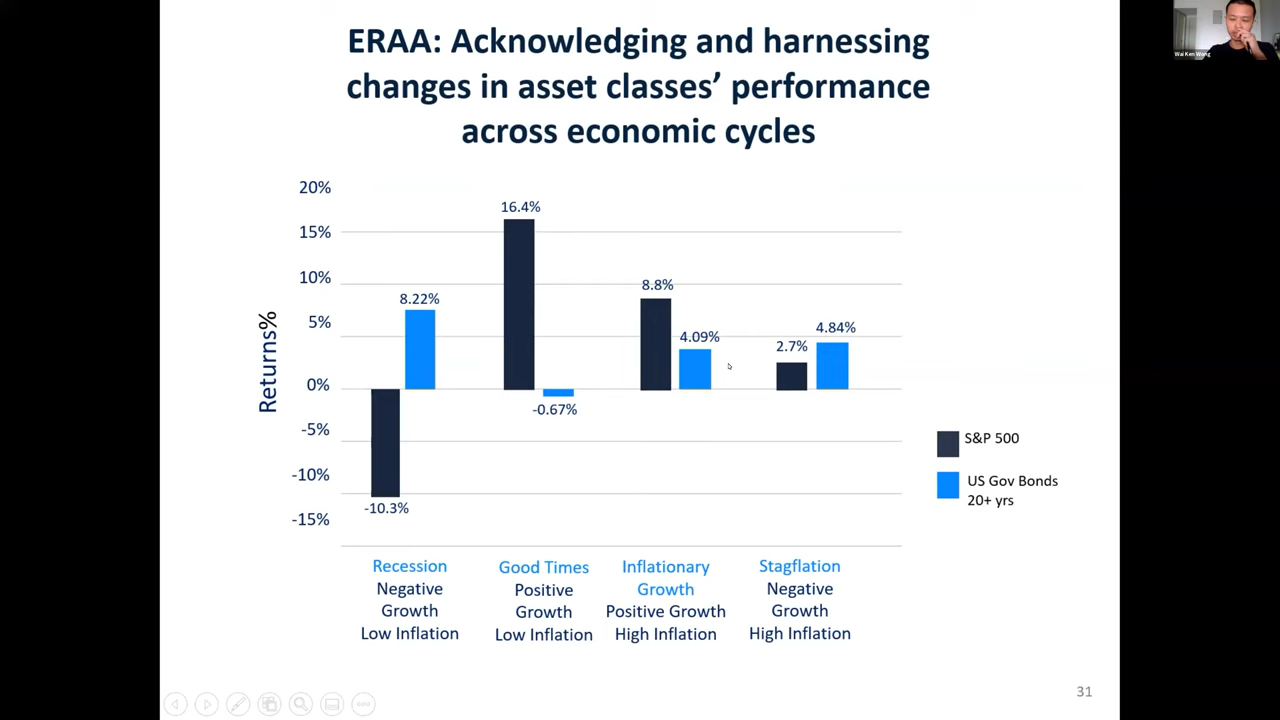 ERAA: Acknowledging and harnessing
changes in asset classes’ performance
across economic cycles
Wai Ken Wong
20%
15%
10%
5%
0%
-5%
-10%
-15%
Returns%
16.4%
8.22%
8.8%
4.09%
4.84%
2.7%
-0.67%
-10.3%
S&P 500
US Gov Bonds
20+ yrs
Recession
Negative
Growth
Low Inflation
Good Times
Positive
Growth
Low Inflation
Inflationary
Growth
Positive Growth
High Inflation
Stagflation
Negative
Growth
High Inflation
31